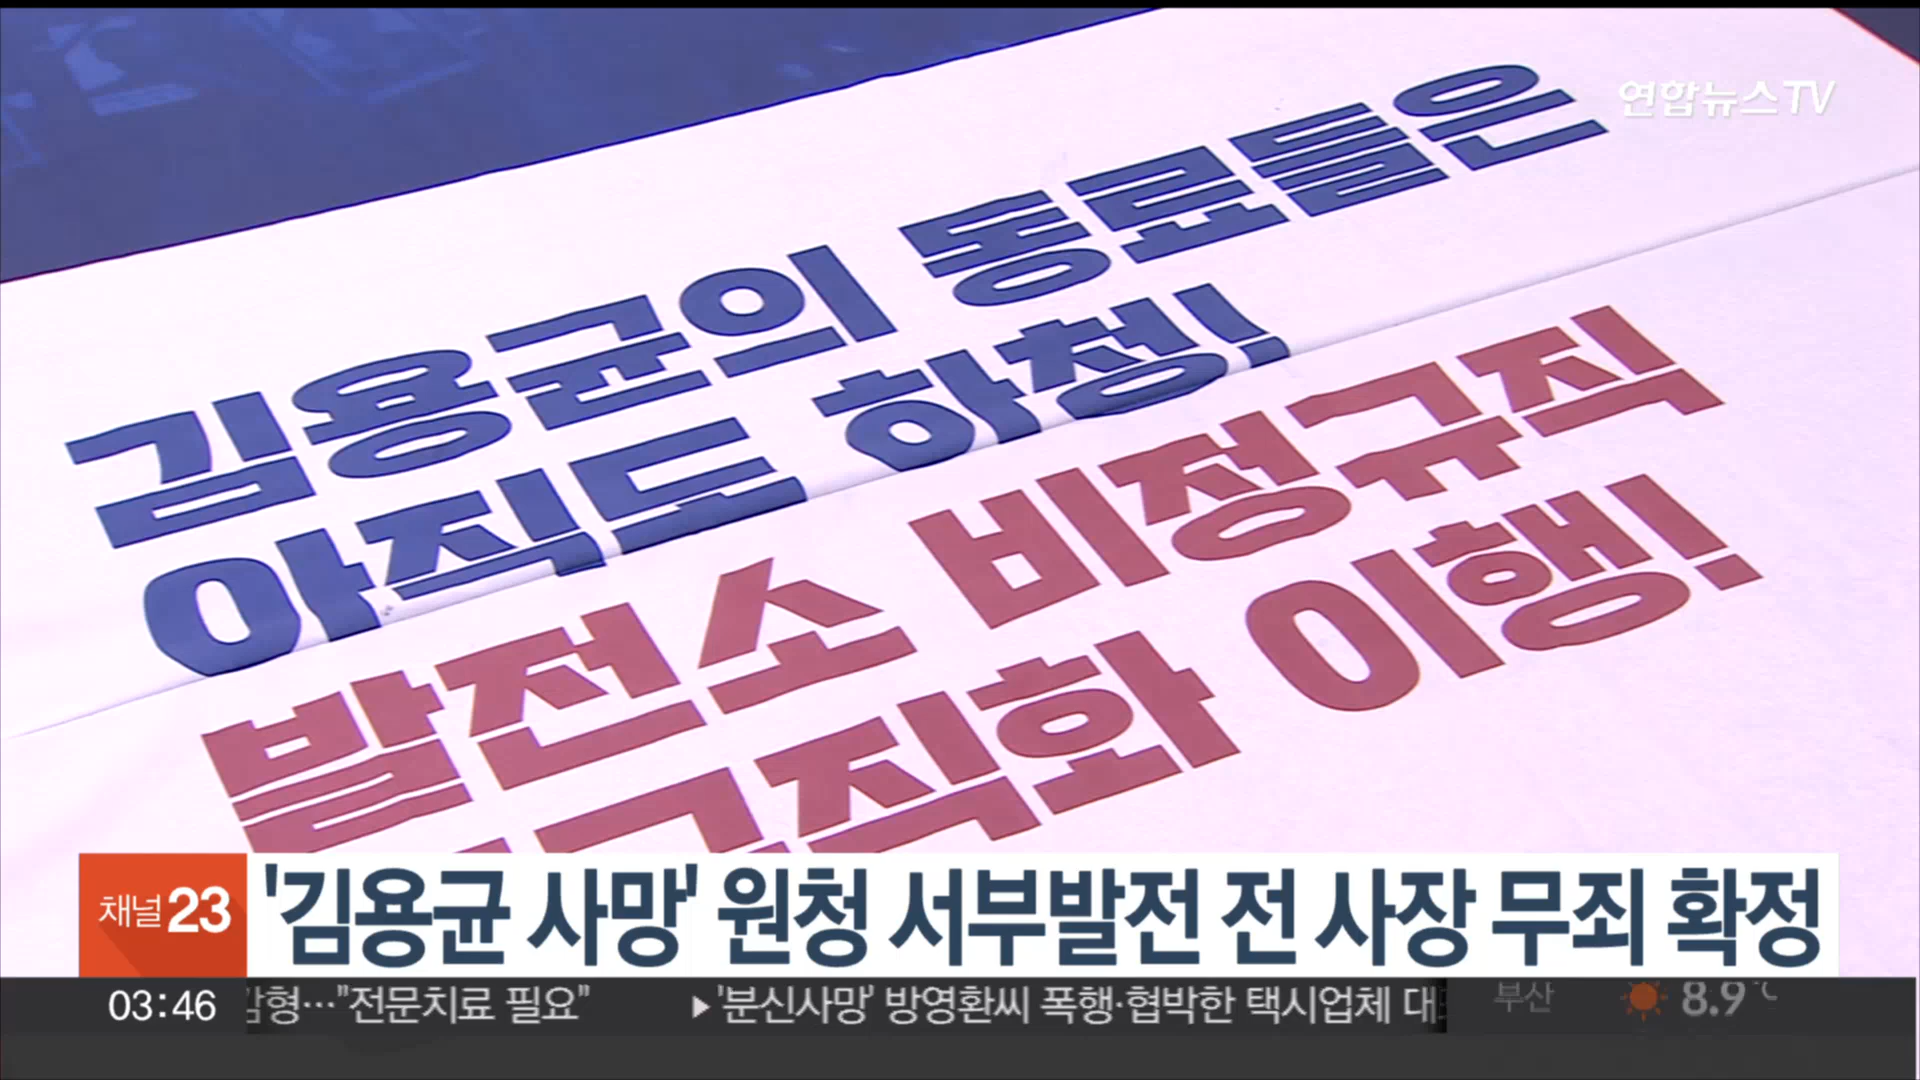 연합뉴스TV
김용균의 동료들은
아직도 하청!
발전소 비정규직
직화 이행!
채널 23
'김용균 사망' 원청 서부발전 전 사장 무죄 확정
03:46
"전문치료 필요"
▶'분신사망' 방영환씨 폭행·협박한 택시업체
부산 8.9℃